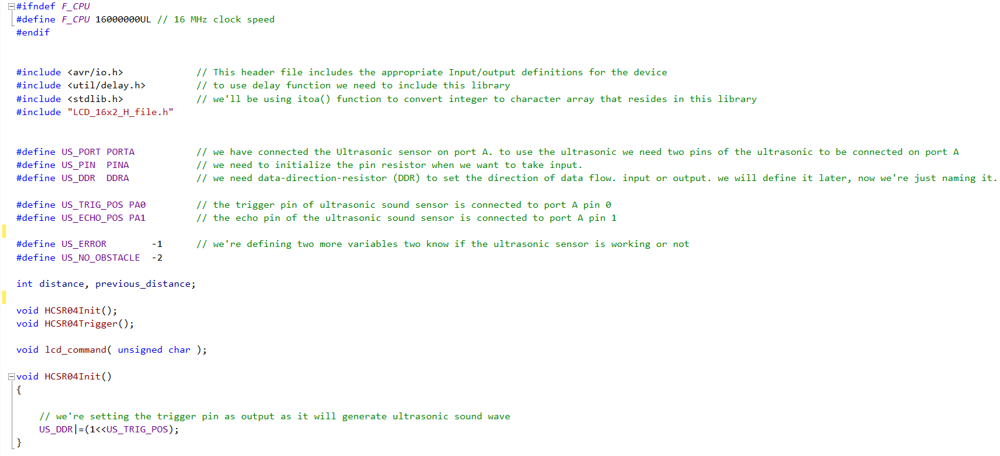 #ifndef F_CPU
#define F_CPU 16000000UL // 16 MHz clock speed
#endif
#include <avr/io.h> // This header file includes the appropriate Input/output definitions for the device
#include <util/delay.h> // to use delay function we need to include this library
#include <stdlib.h> // we'll be using itoa() function to convert integer to character array that resides in this library
#include "LCD_16x2_H_file.h"
#define US_PORT PORTA // we have connected the Ultrasonic sensor on port A. to use the ultrasonic we need two pins of the ultrasonic to be connected on port A
#define US_PIN PINA // we need to initialize the pin resistor when we want to take input.
#define US_DDR DDRA // we need data-direction-resistor (DDR) to set the direction of data flow. input or output. we will define it later, now we're just naming it.
#define US_TRIG_POS PA0 // the trigger pin of ultrasonic sound sensor is connected to port A pin 0
#define US_ECHO_POS PA1 // the echo pin of the ultrasonic sound sensor is connected to port A pin 1
#define US_ERROR -1 // we're defining two more variables two know if the ultrasonic sensor is working or not
#define US_NO_OBSTACLE -2
int distance, previous_distance;
void HCSR04Init();
void HCSR04Trigger();
void lcd_command( unsigned char );
void HCSR04Init()
{
// we're setting the trigger pin as output as it will generate ultrasonic sound wave
US_DDR|=(1<<US_TRIG_POS);
}